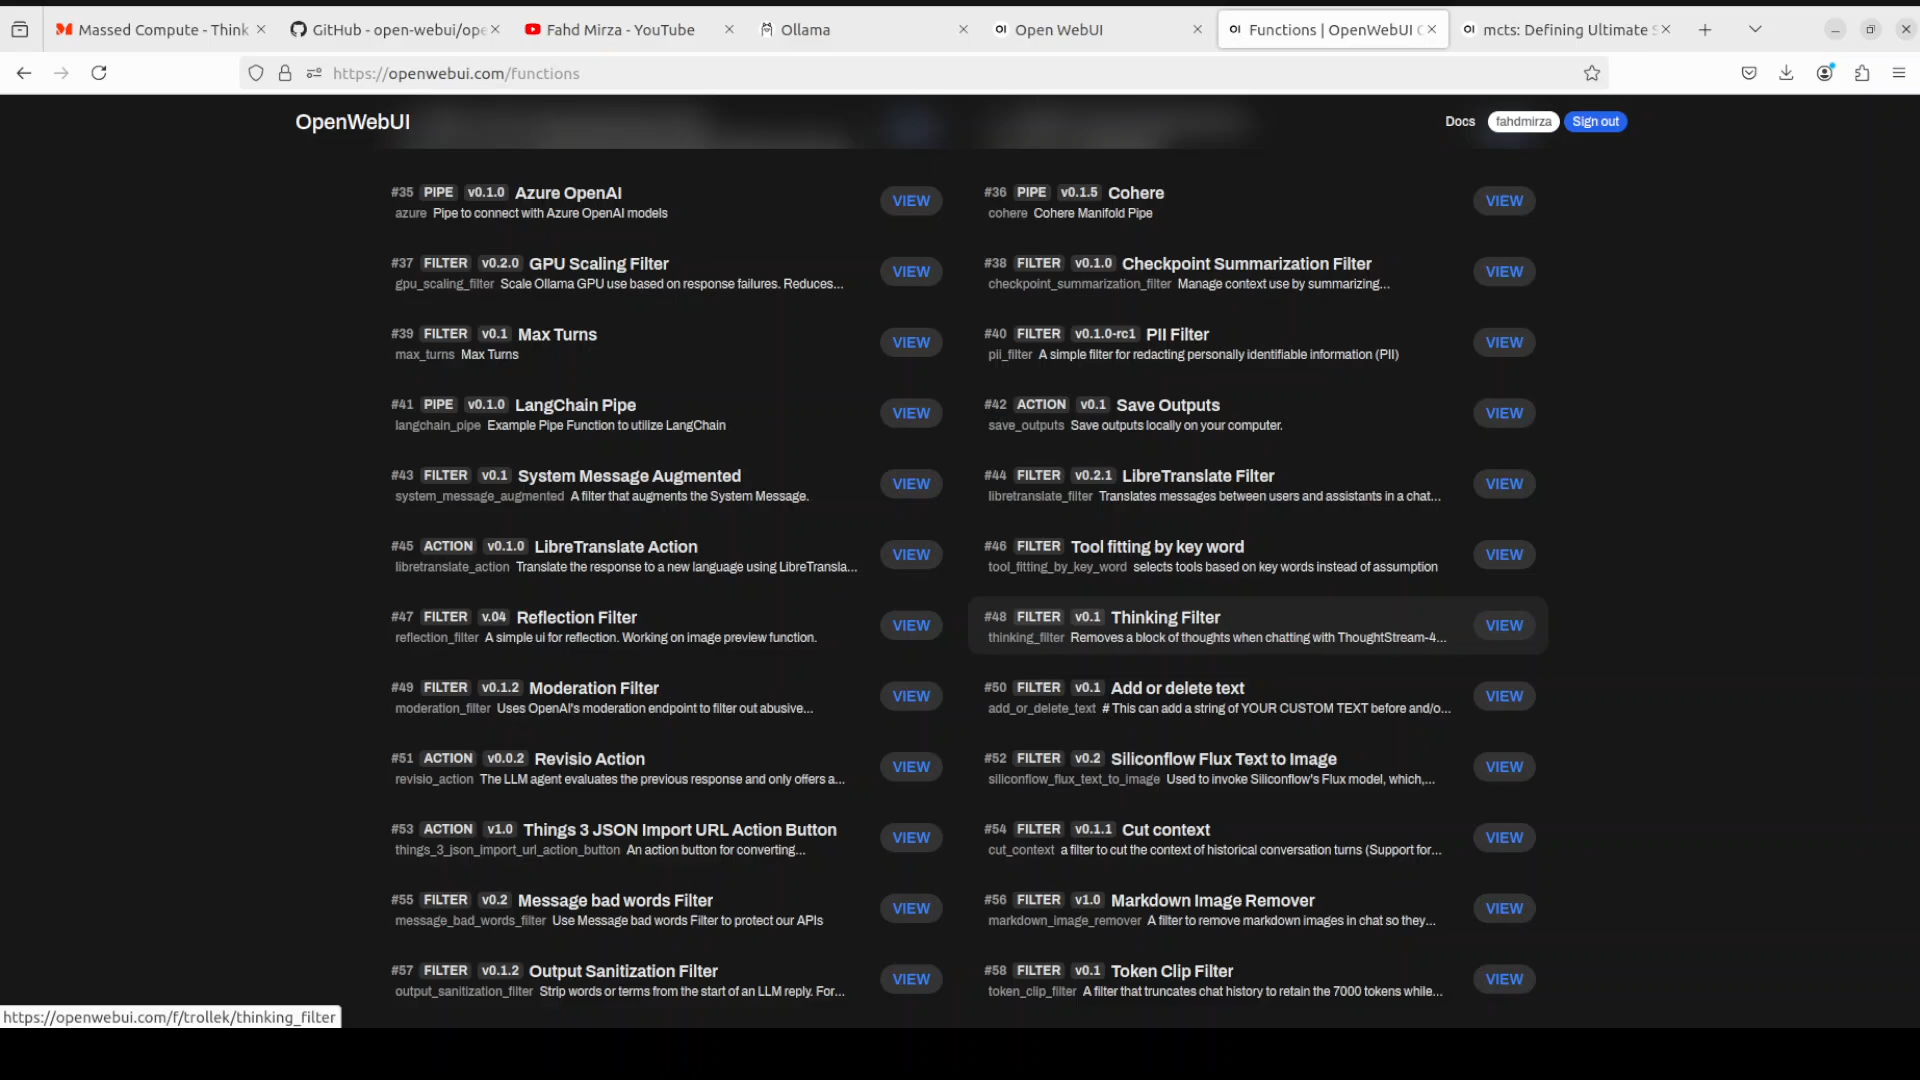 Massed Compute - Think
GitHub - open-webui/ope
Fahd Mirza - YouTube
Ollama
OI Open WebUI
OI Functions | OpenWebUI C
OI mcts: Defining Ultimate S
https://openwebui.com/functions
OpenWebUI
Docs fahdmirza Sign out
#35 PIPE v0.1.0 Azure OpenAI
azure Pipe to connect with Azure OpenAI models
VIEW
#36 PIPE v0.1.5 Cohere
cohere Cohere Manifold Pipe
VIEW
#37 FILTER v0.2.0 GPU Scaling Filter
gpu_scaling_filter Scale Ollama GPU use based on response failures. Reduces...
VIEW
#38 FILTER v0.1.0 Checkpoint Summarization Filter
checkpoint_summarization_filter Manage context use by summarizing...
VIEW
#39 FILTER v0.1 Max Turns
max_turns Max Turns
VIEW
#40 FILTER v0.1.0-rc1 PII Filter
pii_filter A simple filter for redacting personally identifiable information (PII)
VIEW
#41 PIPE v0.1.0 LangChain Pipe
langchain_pipe Example Pipe Function to utilize LangChain
VIEW
#42 ACTION v0.1 Save Outputs
save_outputs Save outputs locally on your computer.
VIEW
#43 FILTER v0.1 System Message Augmented
system_message_augmented A filter that augments the System Message.
VIEW
#44 FILTER v0.2.1 LibreTranslate Filter
libretranslate_filter Translates messages between users and assistants in a chat...
VIEW
#45 ACTION v0.1.0 LibreTranslate Action
libretranslate_action Translate the response to a new language using LibreTransla...
VIEW
#46 FILTER Tool fitting by key word
tool_fitting_by_key_word selects tools based on key words instead of assumption
VIEW
#47 FILTER v.04 Reflection Filter
reflection_filter A simple ui for reflection. Working on image preview function.
VIEW
#48 FILTER v0.1 Thinking Filter
thinking_filter Removes a block of thoughts when chatting with ThoughtStream-4...
VIEW
#49 FILTER v0.1.2 Moderation Filter
moderation_filter Uses OpenAI's moderation endpoint to filter out abusive...
VIEW
#50 FILTER v0.1 Add or delete text
add_or_delete_text # This can add a string of YOUR CUSTOM TEXT before and/o...
VIEW
#51 ACTION v0.0.2 Revisio Action
revisio_action The LLM agent evaluates the previous response and only offers a...
VIEW
#52 FILTER v0.2 Siliconflow Flux Text to Image
siliconflow_flux_text_to_image Used to invoke Siliconflow's Flux model, which,...
VIEW
#53 ACTION v1.0 Things 3 JSON Import URL Action Button
things_3_json_import_url_action_button An action button for converting...
VIEW
#54 FILTER v0.1.1 Cut context
cut_context a filter to cut the context of historical conversation turns (Support for...
VIEW
#55 FILTER v0.2 Message bad words Filter
message_bad_words_filter Use Message bad words Filter to protect our APIs
VIEW
#56 FILTER v1.0 Markdown Image Remover
markdown_image_remover A filter to remove markdown images in chat so they...
VIEW
#57 FILTER v0.1.2 Output Sanitization Filter
output_sanitization_filter Strip words or terms from the start of an LLM reply. For...
VIEW
#58 FILTER v0.1 Token Clip Filter
token_clip_filter A filter that truncates chat history to retain the 7000 tokens while...
VIEW
https://openwebui.com/f/trollek/thinking_filter